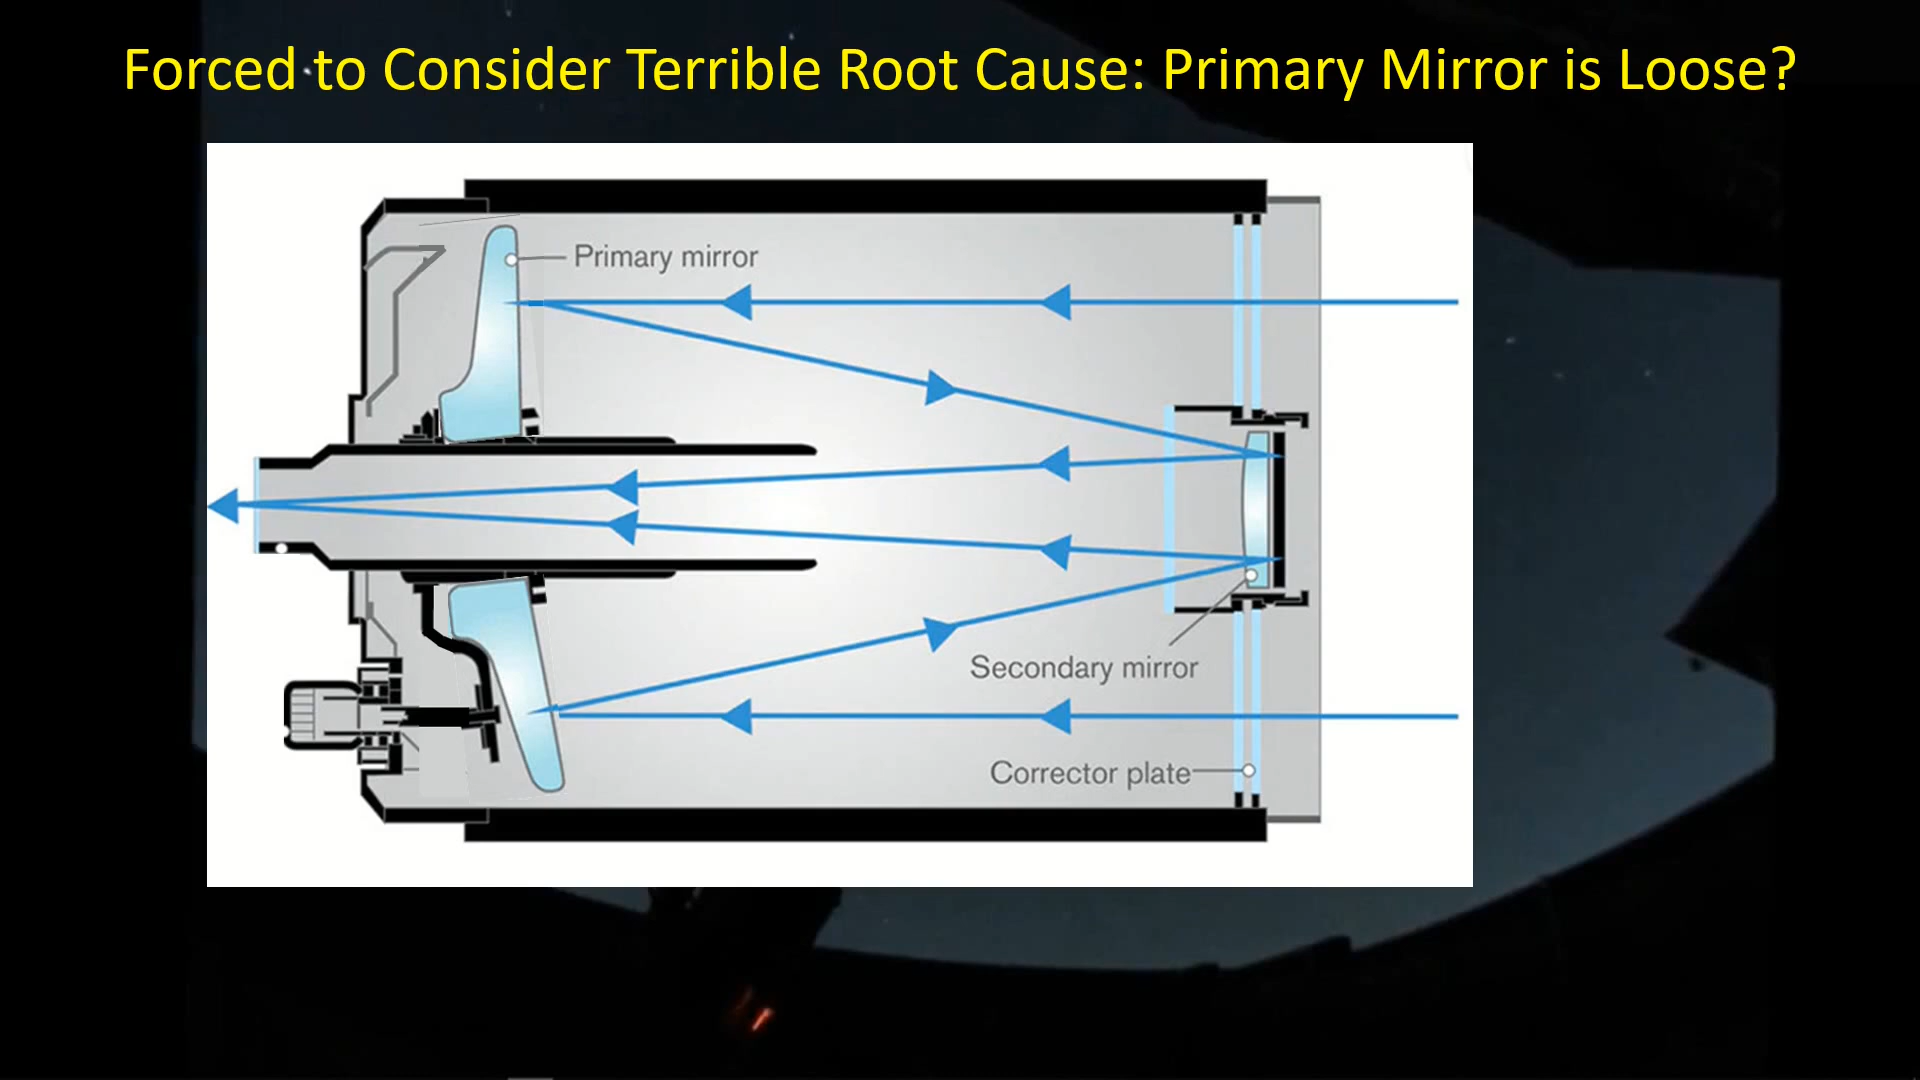 Forced to Consider Terrible Root Cause: Primary Mirror is Loose?
Primary mirror
Secondary mirror
Corrector plate